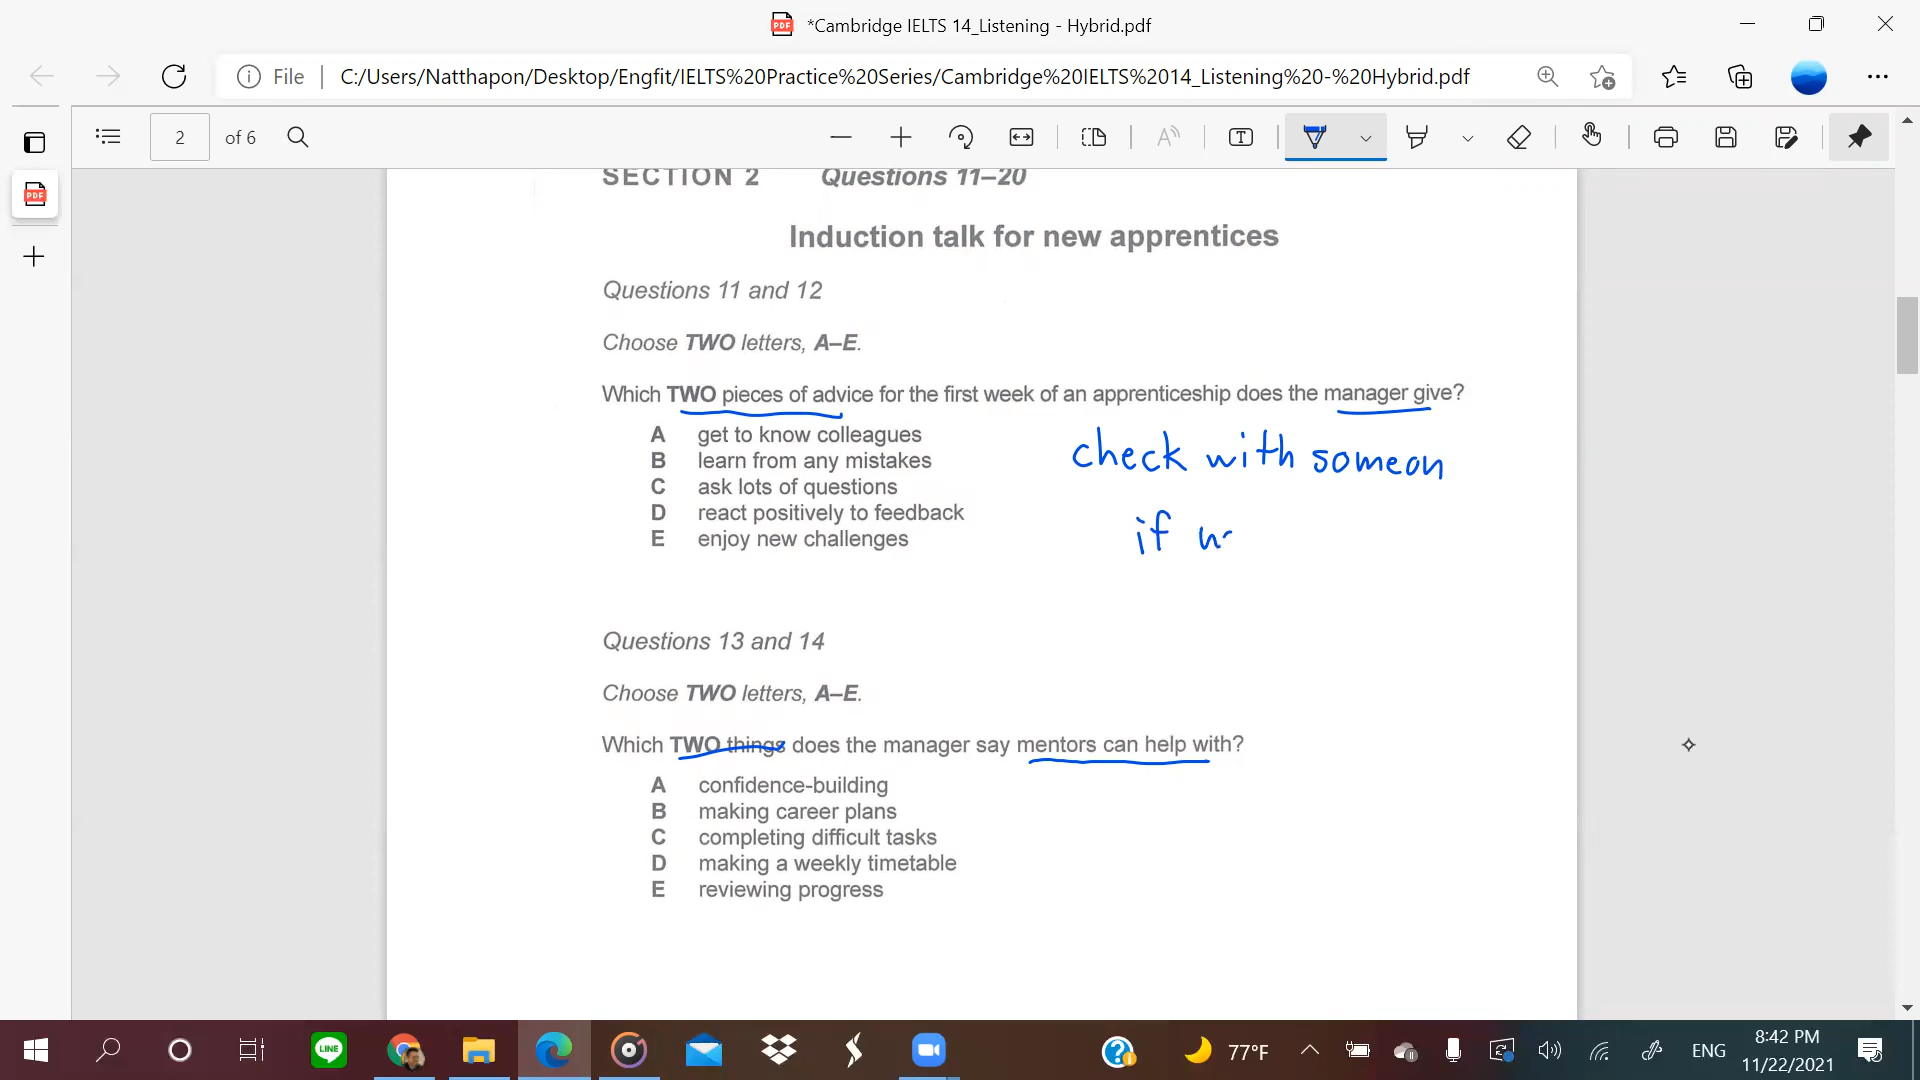 *Cambridge IELTS 14_Listening - Hybrid.pdf
File
C:/Users/Natthapon/Desktop/Engfit/IELTS%20Practice%20Series/Cambridge%20IELTS%2014_Listening%20-%20Hybrid.pdf
2 of 6
SECTION 2 Questions 11–20
Induction talk for new apprentices
Questions 11 and 12
Choose TWO letters, A–E.
Which TWO pieces of advice for the first week of an apprenticeship does the manager give?
A get to know colleagues
B learn from any mistakes
C ask lots of questions
D react positively to feedback
E enjoy new challenges
check with someon
if
Questions 13 and 14
Choose TWO letters, A–E.
Which TWO things does the manager say mentors can help with?
A confidence-building
B making career plans
C completing difficult tasks
D making a weekly timetable
E reviewing progress
LINE
77°F
ENG
8:42 PM
11/22/2021